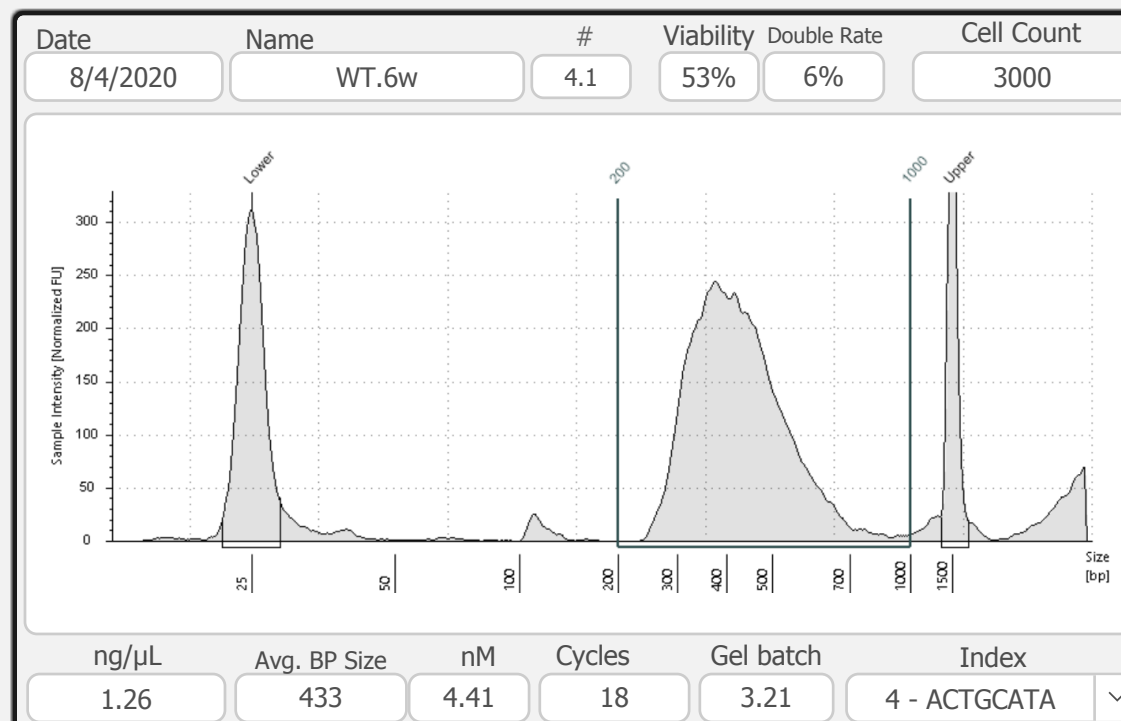 Date Name # Viability Double Rate Cell Count
8/4/2020 WT.6w 4.1 53% 6% 3000
Lower 200 1000 Upper
Sample Intensity [Normalized FU]
300
250
200
150
100
50
0
25 50 100 200 300 400 500 700 1000 1500
Size
[bp]
ng/µL Avg. BP Size nM Cycles Gel batch Index
1.26 433 4.41 18 3.21 4 - ACTGCATA